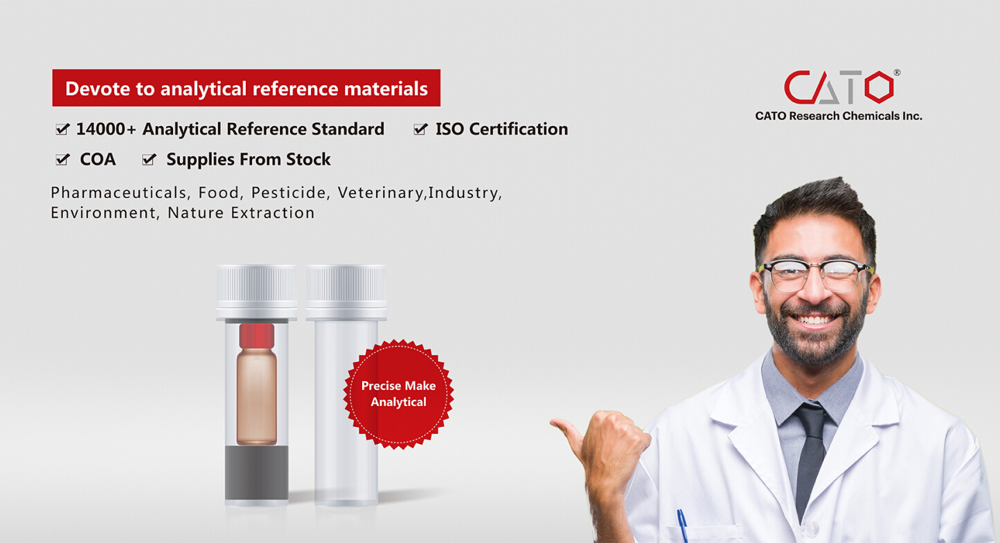 Devote to analytical reference materials
14000+ Analytical Reference Standard ISO Certification
COA Supplies From Stock
Pharmaceuticals, Food, Pesticide, Veterinary,Industry,
Environment, Nature Extraction
CATO®
CATO Research Chemicals Inc.
Precise Make
Analytical